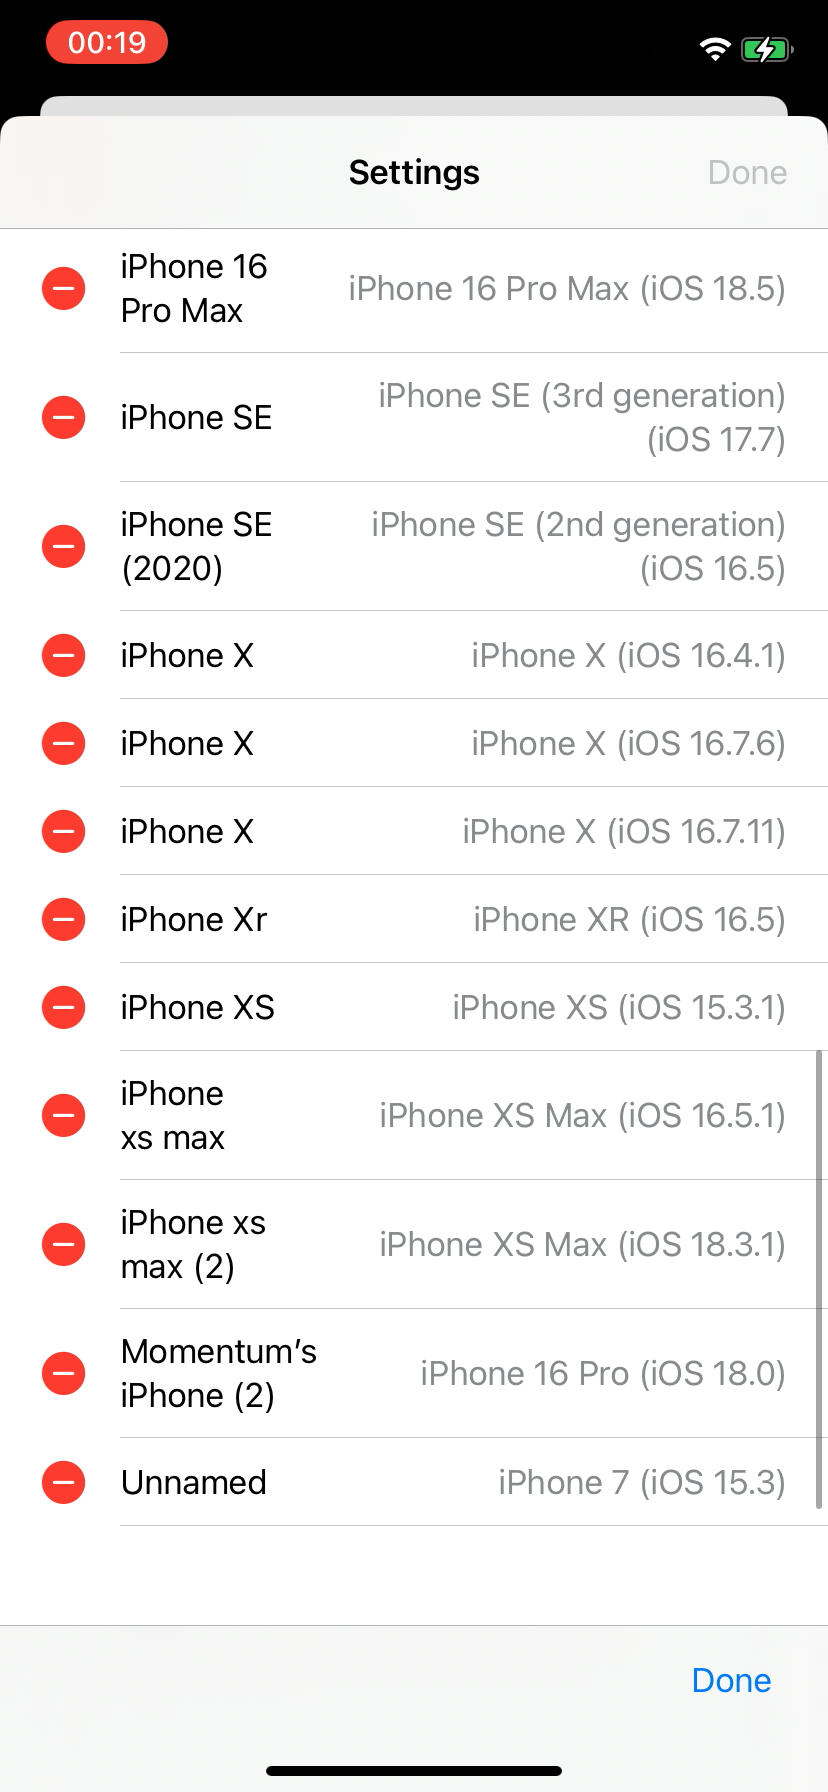 00:19
Settings
Done
iPhone 16
Pro Max
iPhone 16 Pro Max (iOS 18.5)
iPhone SE
iPhone SE (3rd generation)
(iOS 17.7)
iPhone SE
(2020)
iPhone SE (2nd generation)
(iOS 16.5)
iPhone X
iPhone X (iOS 16.4.1)
iPhone X
iPhone X (iOS 16.7.6)
iPhone X
iPhone X (iOS 16.7.11)
iPhone Xr
iPhone XR (iOS 16.5)
iPhone XS
iPhone XS (iOS 15.3.1)
iPhone
xs max
iPhone XS Max (iOS 16.5.1)
iPhone xs
max (2)
iPhone XS Max (iOS 18.3.1)
Momentum’s
iPhone (2)
iPhone 16 Pro (iOS 18.0)
Unnamed
iPhone 7 (iOS 15.3)
Done